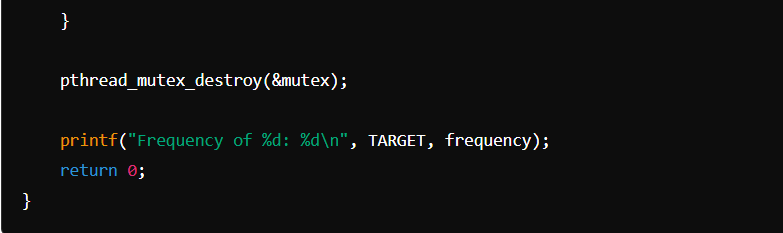 }
pthread_mutex_destroy(&mutex);
printf("Frequency of %d: %d\n", TARGET, frequency);
return 0;
}